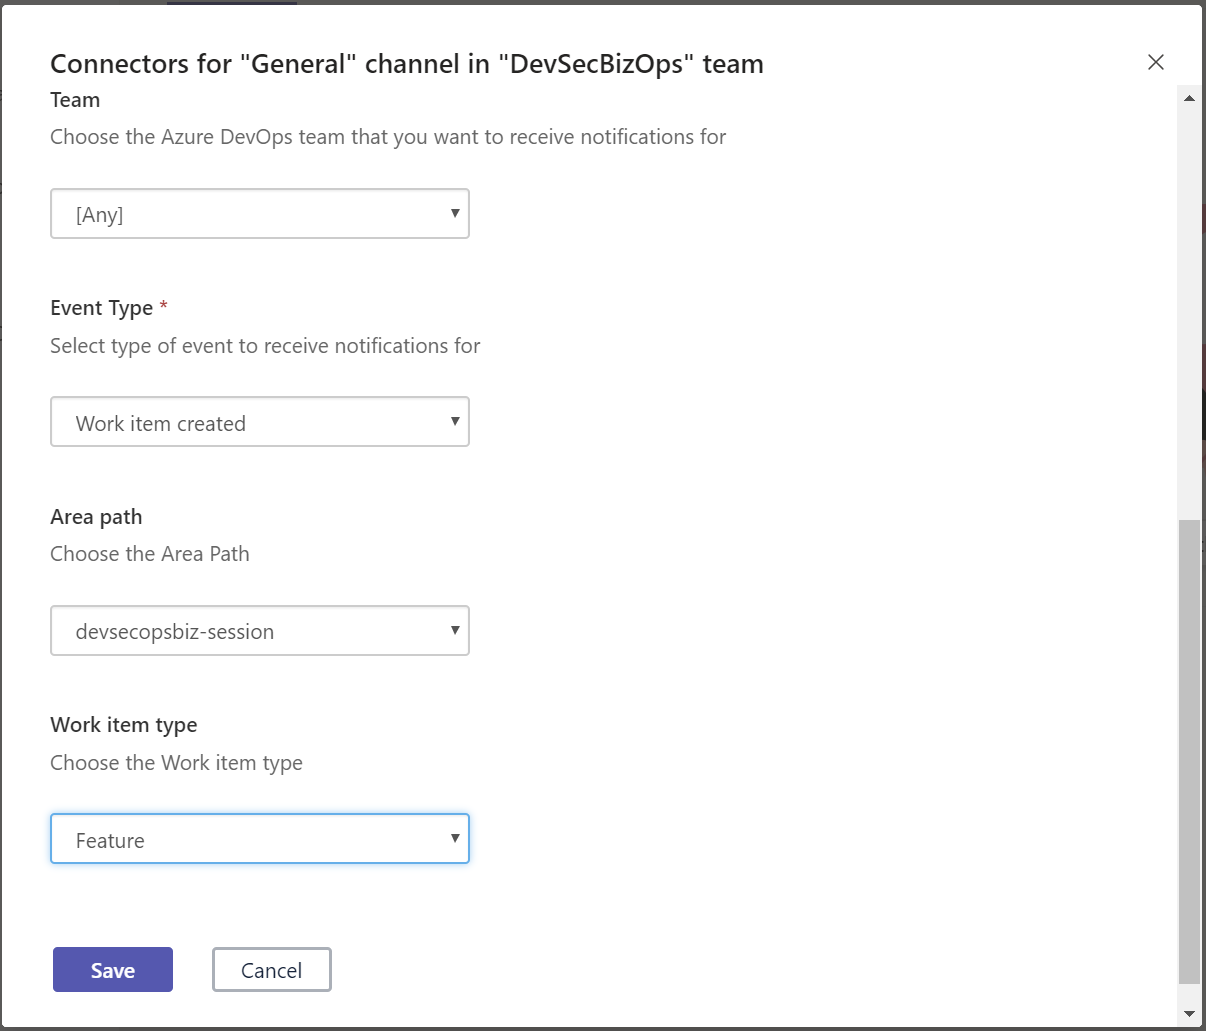 Connectors for "General" channel in "DevSecBizOps" team
Team
Choose the Azure DevOps team that you want to receive notifications for
[Any]
Event Type *
Select type of event to receive notifications for
Work item created
Area path
Choose the Area Path
devsecopsbiz-session
Work item type
Choose the Work item type
Feature
Save
Cancel